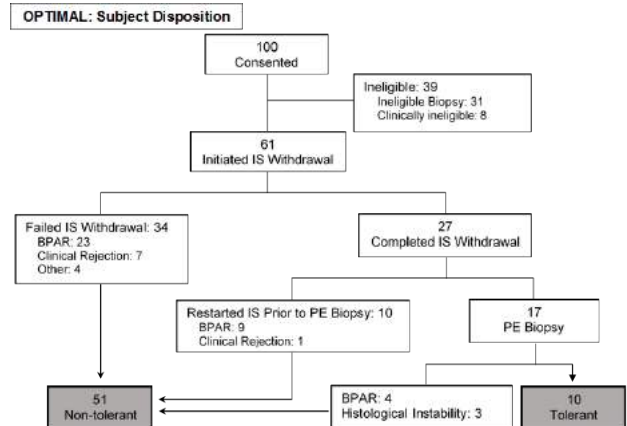 OPTIMAL: Subject Disposition
100
Consented
Ineligible: 39
Ineligible Biopsy: 31
Clinically ineligible: 8
61
Initiated IS Withdrawal
Failed IS Withdrawal: 34
BPAR: 23
Clinical Rejection: 7
Other: 4
27
Completed IS Withdrawal
Restarted IS Prior to PE Biopsy: 10
BPAR: 9
Clinical Rejection: 1
17
PE Biopsy
51
Non-tolerant
BPAR: 4
Histological Instability: 3
10
Tolerant